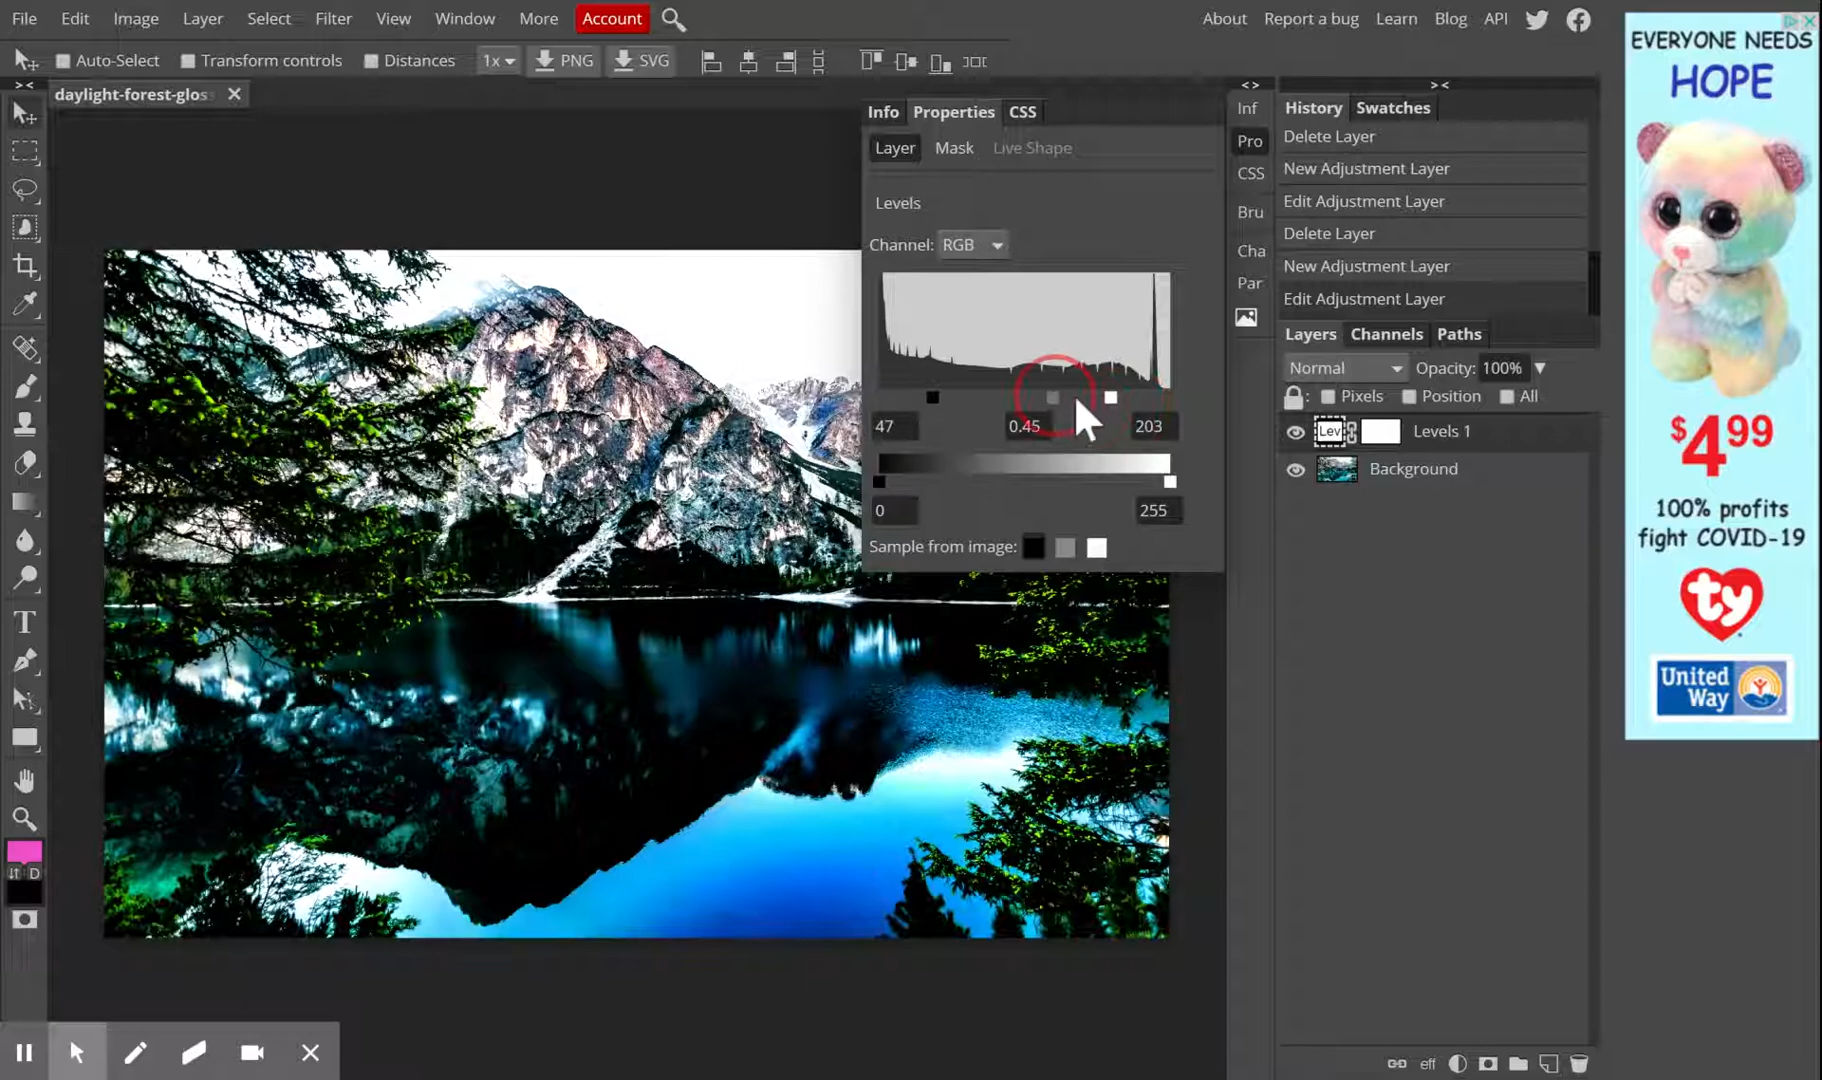 File Edit Image Layer Select Filter View Window More Account
About Report a bug Learn Blog API
Auto-Select Transform controls Distances 1x PNG SVG
daylight-forest-glos
Info Properties CSS
Layer Mask Live Shape
Levels
Channel: RGB
47 0.45 203
0 255
Sample from image:
Inf
Pro
CSS
Bru
Cha
Par
History Swatches
Delete Layer
New Adjustment Layer
Edit Adjustment Layer
Delete Layer
New Adjustment Layer
Edit Adjustment Layer
Layers Channels Paths
Normal Opacity: 100%
Pixels Position All
Lev Levels 1
Background
eff
T
D
EVERYONE NEEDS
HOPE
$4.99
100% profits
fight COVID-19
ty
United
Way